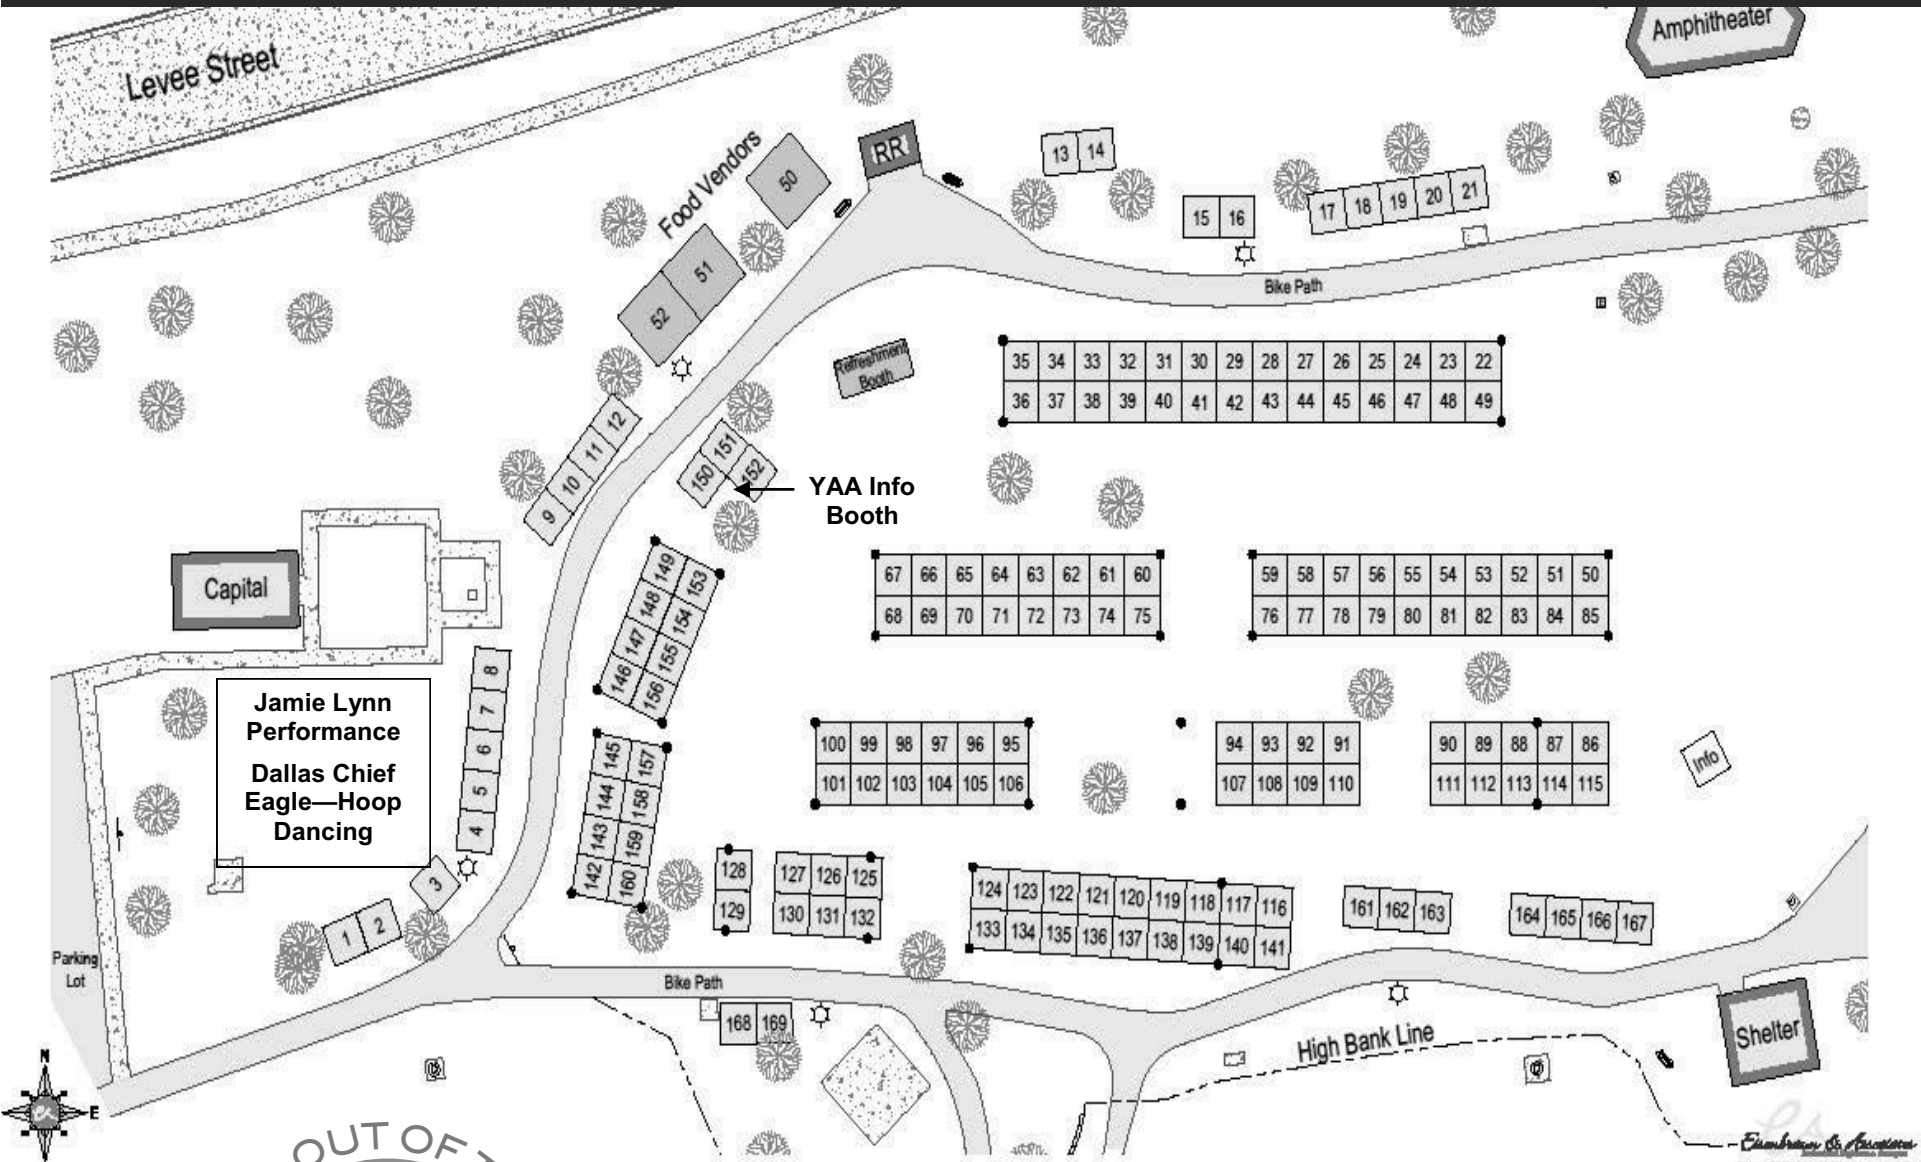 Levee Street
Amphitheater
Food Vendors
50
51
52
RR
13 14
15 16
17 18 19 20 21
Bike Path
Refreshment
Booth
35 34 33 32 31 30 29 28 27 26 25 24 23 22
36 37 38 39 40 41 42 43 44 45 46 47 48 49
12
11
10
9
151
150 152
YAA Info
Booth
Capital
67 66 65 64 63 62 61 60
68 69 70 71 72 73 74 75
59 58 57 56 55 54 53 52 51 50
76 77 78 79 80 81 82 83 84 85
149 153
148 154
147 155
146 156
8
7
6
5
4
3
1 2
Jamie Lynn
Performance
Dallas Chief
Eagle—Hoop
Dancing
145 157
144 158
143 159
142 160
100 99 98 97 96 95
101 102 103 104 105 106
94 93 92 91
107 108 109 110
90 89 88 87 86
111 112 113 114 115
Info
128
129
127 126 125
130 131 132
124 123 122 121 120 119 118 117 116
133 134 135 136 137 138 139 140 141
161 162 163
164 165 166 167
Parking
Lot
Bike Path
168 169
High Bank Line
Shelter
N
E
OUT OF
Eisenbraun & Associates